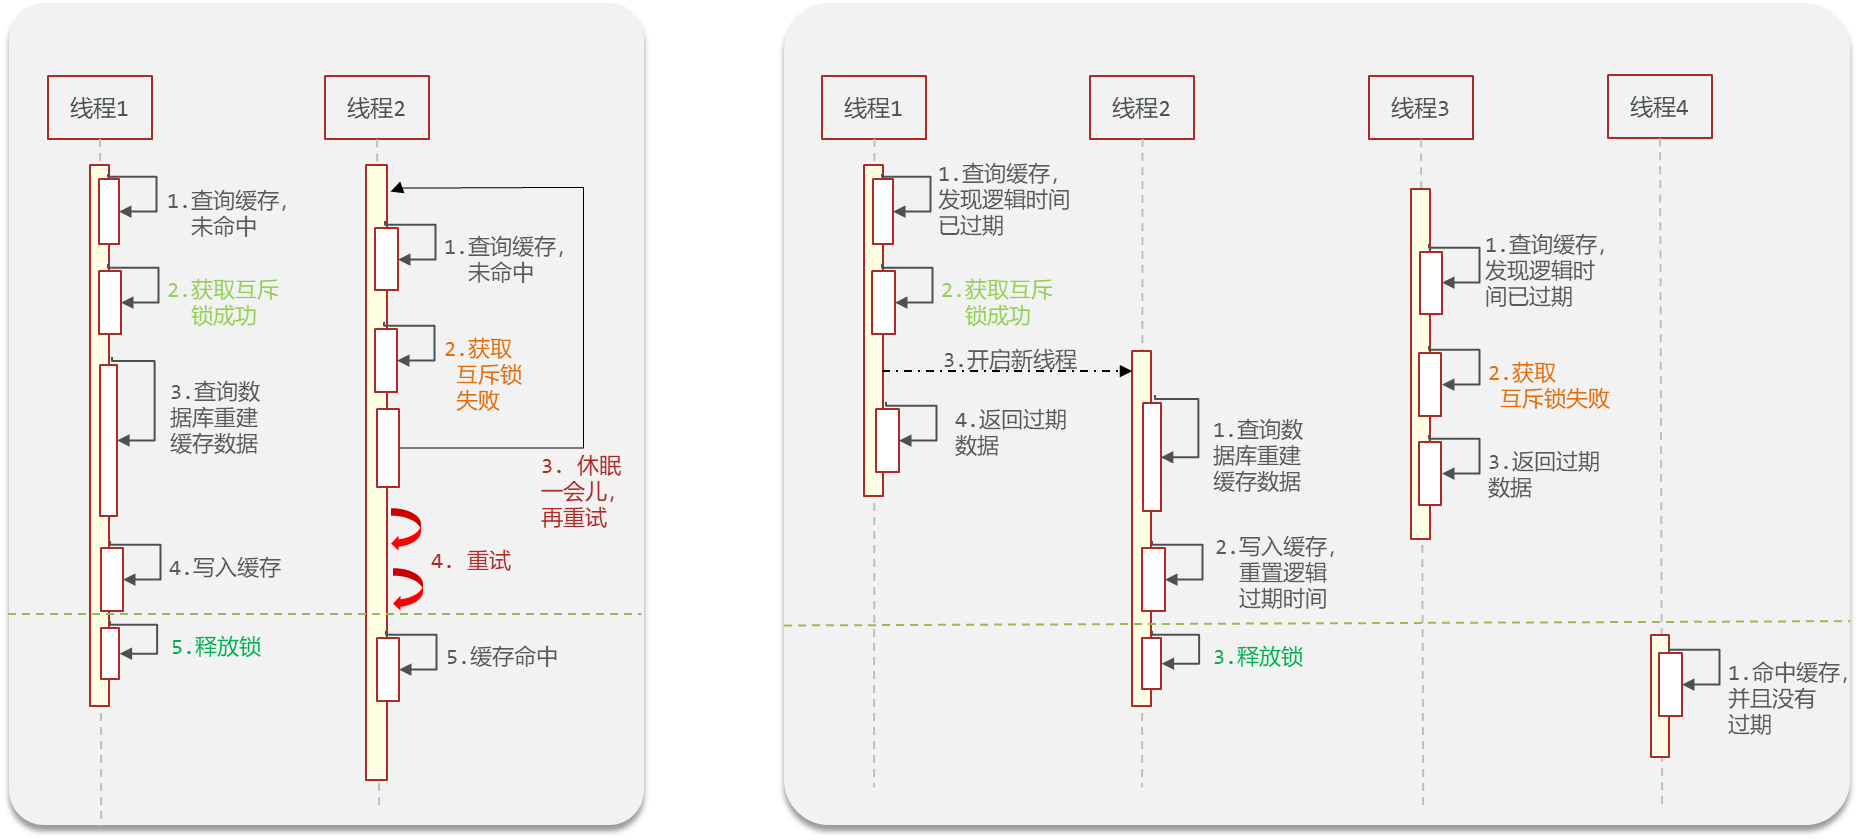 线程1
线程2
1.查询缓存,
未命中
2.获取互斥
锁成功
3.查询数
据库重建
缓存数据
4.写入缓存
5.释放锁
1.查询缓存,
未命中
2.获取
互斥锁
失败
3. 休眠
一会儿,
再重试
4. 重试
5.缓存命中
线程1
线程2
线程3
线程4
1.查询缓存,
发现逻辑时间
已过期
2.获取互斥
锁成功
3.开启新线程
4.返回过期
数据
1.查询数
据库重建
缓存数据
2.写入缓存,
重置逻辑
过期时间
3.释放锁
1.查询缓存,
发现逻辑时
间已过期
2.获取
互斥锁失败
3.返回过期
数据
1.命中缓存,
并且没有
过期